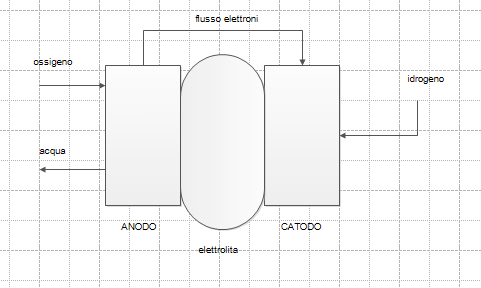 flusso elettroni
ossigeno
idrogeno
acqua
ANODO
CATODO
elettrolita